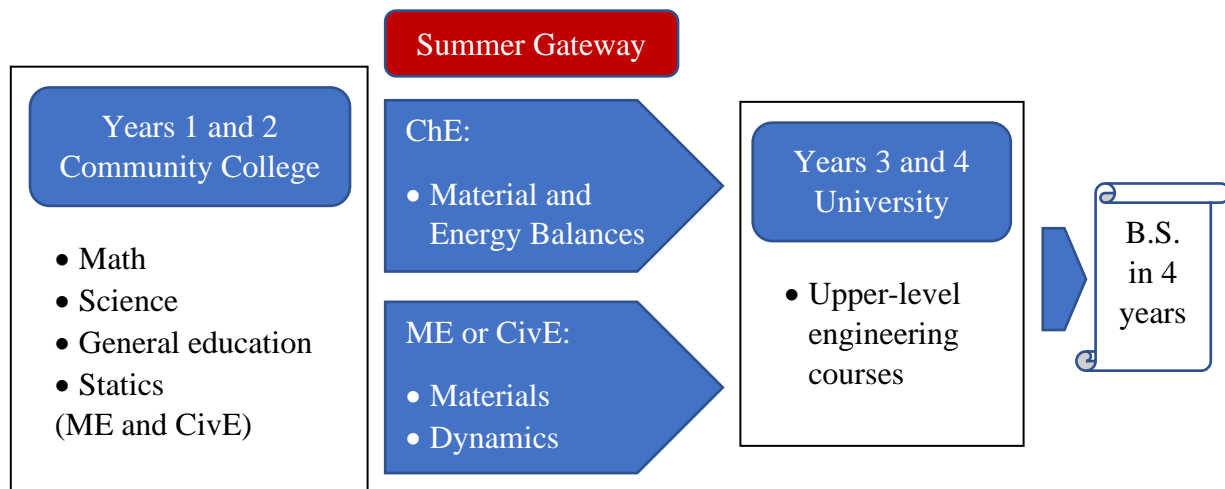 Summer Gateway
Years 1 and 2
Community College
• Math
• Science
• General education
• Statics
(ME and CivE)
ChE:
• Material and
Energy Balances
ME or CivE:
• Materials
• Dynamics
Years 3 and 4
University
• Upper-level
engineering
courses
B.S.
in 4
years